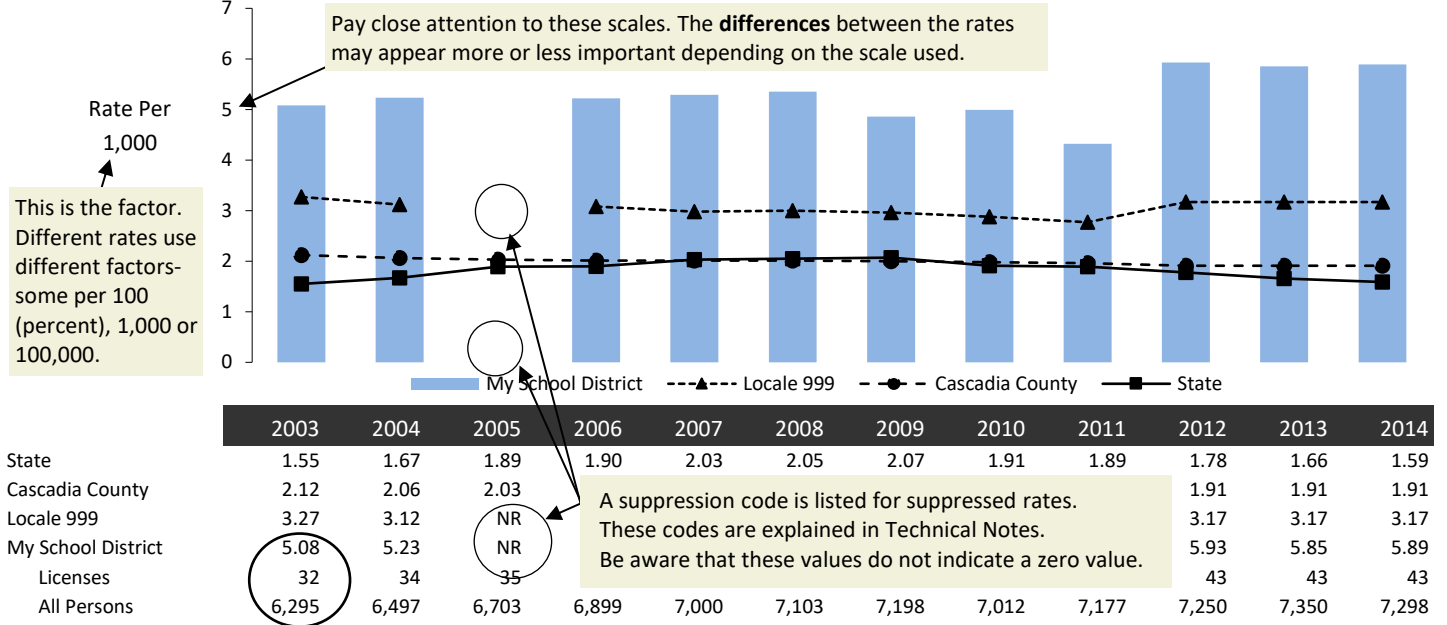 7
Pay close attention to these scales. The differences between the rates
may appear more or less important depending on the scale used.
6
5
Rate Per
1,000
4
This is the factor.
Different rates use
different factors-
some per 100
(percent), 1,000 or
100,000.
3
2
1
0
My School District Locale 999 Cascadia County State
2003 2004 2005 2006 2007 2008 2009 2010 2011 2012 2013 2014
State 1.55 1.67 1.89 1.90 2.03 2.05 2.07 1.91 1.89 1.78 1.66 1.59
Cascadia County 2.12 2.06 2.03 1.91 1.91 1.91
Locale 999 3.27 3.12 NR 3.17 3.17 3.17
My School District 5.08 5.23 NR 5.93 5.85 5.89
Licenses 32 34 35 43 43 43
All Persons 6,295 6,497 6,703 6,899 7,000 7,103 7,198 7,012 7,177 7,250 7,350 7,298
A suppression code is listed for suppressed rates.
These codes are explained in Technical Notes.
Be aware that these values do not indicate a zero value.